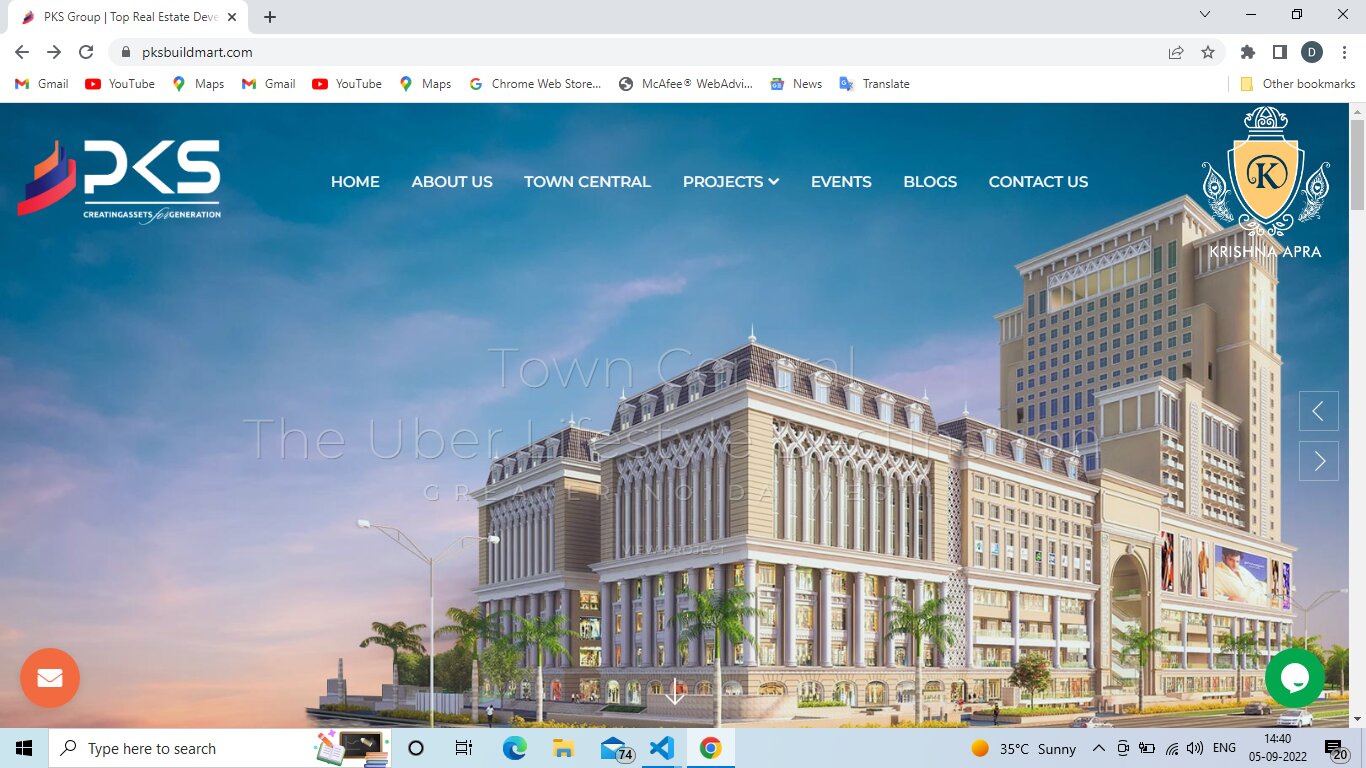 PKS Group | Top Real Estate Deve
pksbuildmart.com
D
Gmail
YouTube
Maps
Gmail
YouTube
Maps
Chrome Web Store...
McAfee® WebAdvi...
News
Translate
Other bookmarks
PKS
CREATINGASSETS for GENERATION
HOME
ABOUT US
TOWN CENTRAL
PROJECTS
EVENTS
BLOGS
CONTACT US
K
KRISHNA APRA
Town Central
The Uber Lifestyle
GREATER NOIDA WEST
VIEW PROJECT
Type here to search
74
35°C Sunny
ENG
14:40
05-09-2022
20